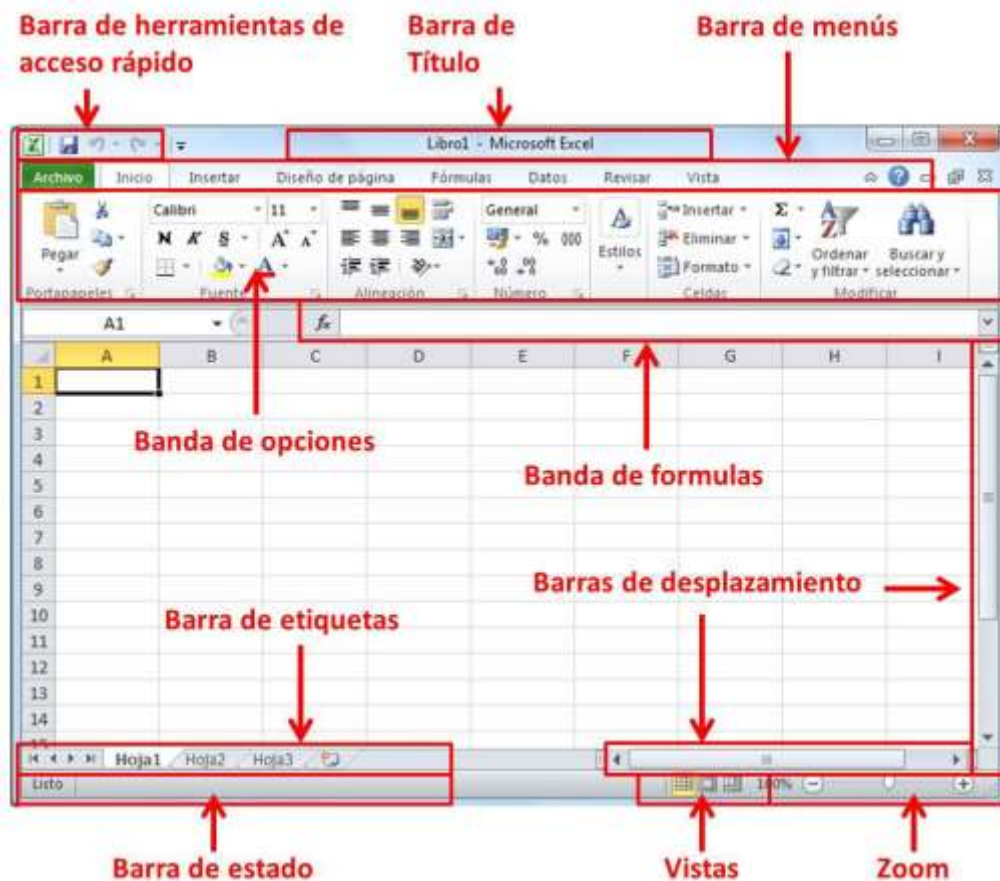 Barra de herramientas de
acceso rápido
Barra de
Título
Barra de menús
Libro1 - Microsoft Excel
Archivo Inicio Insertar Diseño de página Fórmulas Datos Revisar Vista
Pegar
Calibri 11
N K S A A
A
General
% 000
Estilos
Insertar
Eliminar
Formato
Σ
Ordenar
y filtrar
Buscar y
seleccionar
Portapapeles Fuente Alineación Número Celdas Modificar
A1 fx
A B C D E F G H I
1
2
3
4
5
6
7
8
9
10
11
12
13
14
15
Banda de opciones
Banda de formulas
Barras de desplazamiento
Barra de etiquetas
Hoja1 Hoja2 Hoja3
Listo 100%
Barra de estado
Vistas
Zoom